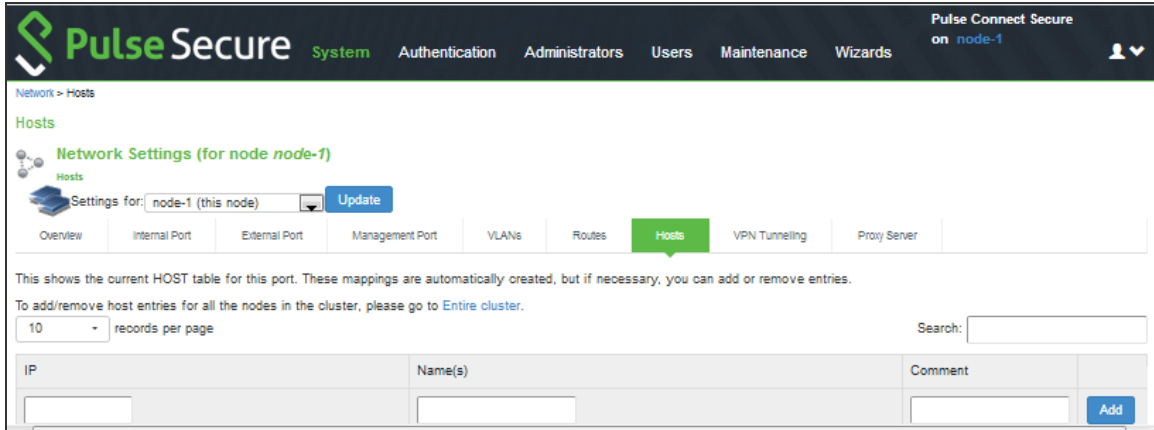 Pulse Secure
System Authentication Administrators Users Maintenance Wizards
Pulse Connect Secure
on node-1
Network > Hosts
Hosts
Network Settings (for node node-1)
Hosts
Settings for: node-1 (this node) Update
Overview Internal Port External Port Management Port VLANs Routes Hosts VPN Tunneling Proxy Server
This shows the current HOST table for this port. These mappings are automatically created, but if necessary, you can add or remove entries.
To add/remove host entries for all the nodes in the cluster, please go to Entire cluster.
10 records per page Search:
IP Name(s) Comment
Add